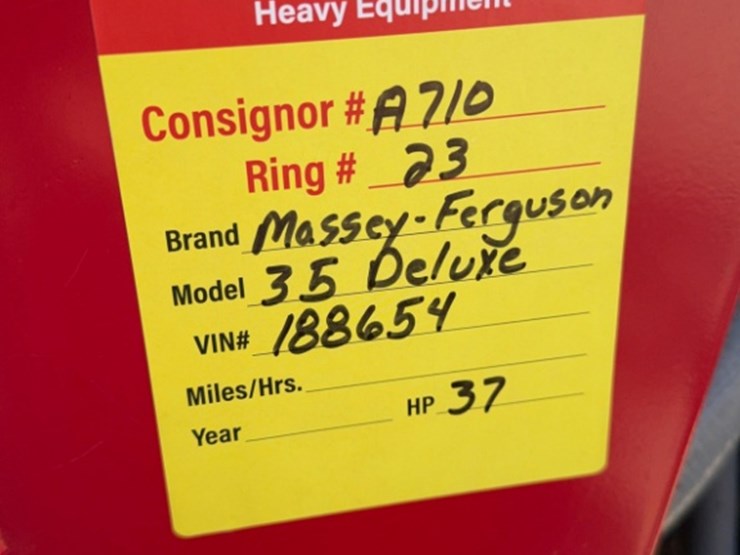 Heavy Equipment
Consignor # A710
Ring # 23
Brand Massey-Ferguson
Model 35 Deluxe
VIN# 188654
Miles/Hrs.
Year HP 37